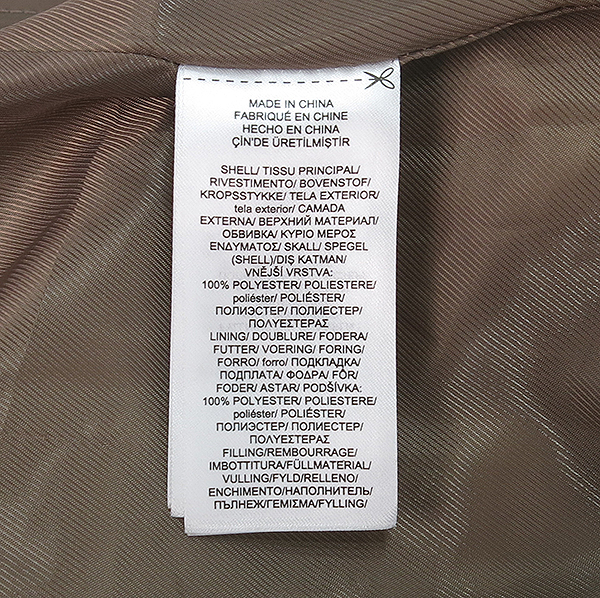 MADE IN CHINA
FABRIQUÉ EN CHINE
HECHO EN CHINA
ÇİN'DE ÜRETİLMİŞTİR
SHELL/ TISSU PRINCIPAL/
RIVESTIMENTO/ BOVENSTOF/
KROPSSTYKKE/ TELA EXTERIOR/
tela exterior/ CAMADA
EXTERNA/ ВЕРХНИЙ МАТЕРИАЛ/
ОБВИВКА/ ΚΥΡΙΟ ΜΕΡΟΣ
ΕΝΔΥΜΑΤΟΣ/ SKALL/ SPEGEL
(SHELL)/DIŞ KATMAN/
VNĚJŠÍ VRSTVA:
100% POLYESTER/ POLIESTERE/
poliéster/ POLIÉSTER/
ПОЛИЭСТЕР/ ПОЛИЕСТЕР/
ΠΟΛΥΕΣΤΕΡΑΣ
LINING/ DOUBLURE/ FODERA/
FUTTER/ VOERING/ FORING/
FORRO/ forro/ ПОДКЛАДКА/
ПОДПЛАТА/ ΦΟΔΡΑ/ FÔR/
FODER/ ASTAR/ PODŠÍVKA:
100% POLYESTER/ POLIESTERE/
poliéster/ POLIÉSTER/
ПОЛИЭСТЕР/ ПОЛИЕСТЕР/
ΠΟΛΥΕΣΤΕΡΑΣ
FILLING/REMBOURRAGE/
IMBOTTITURA/FÜLLMATERIAL/
VULLING/FYLD/RELLENO/
ENCHIMENTO/НАПОЛНИТЕЛЬ/
ПЪЛНЕЖ/ΓΕΜΙΣΜΑ/FYLLING/